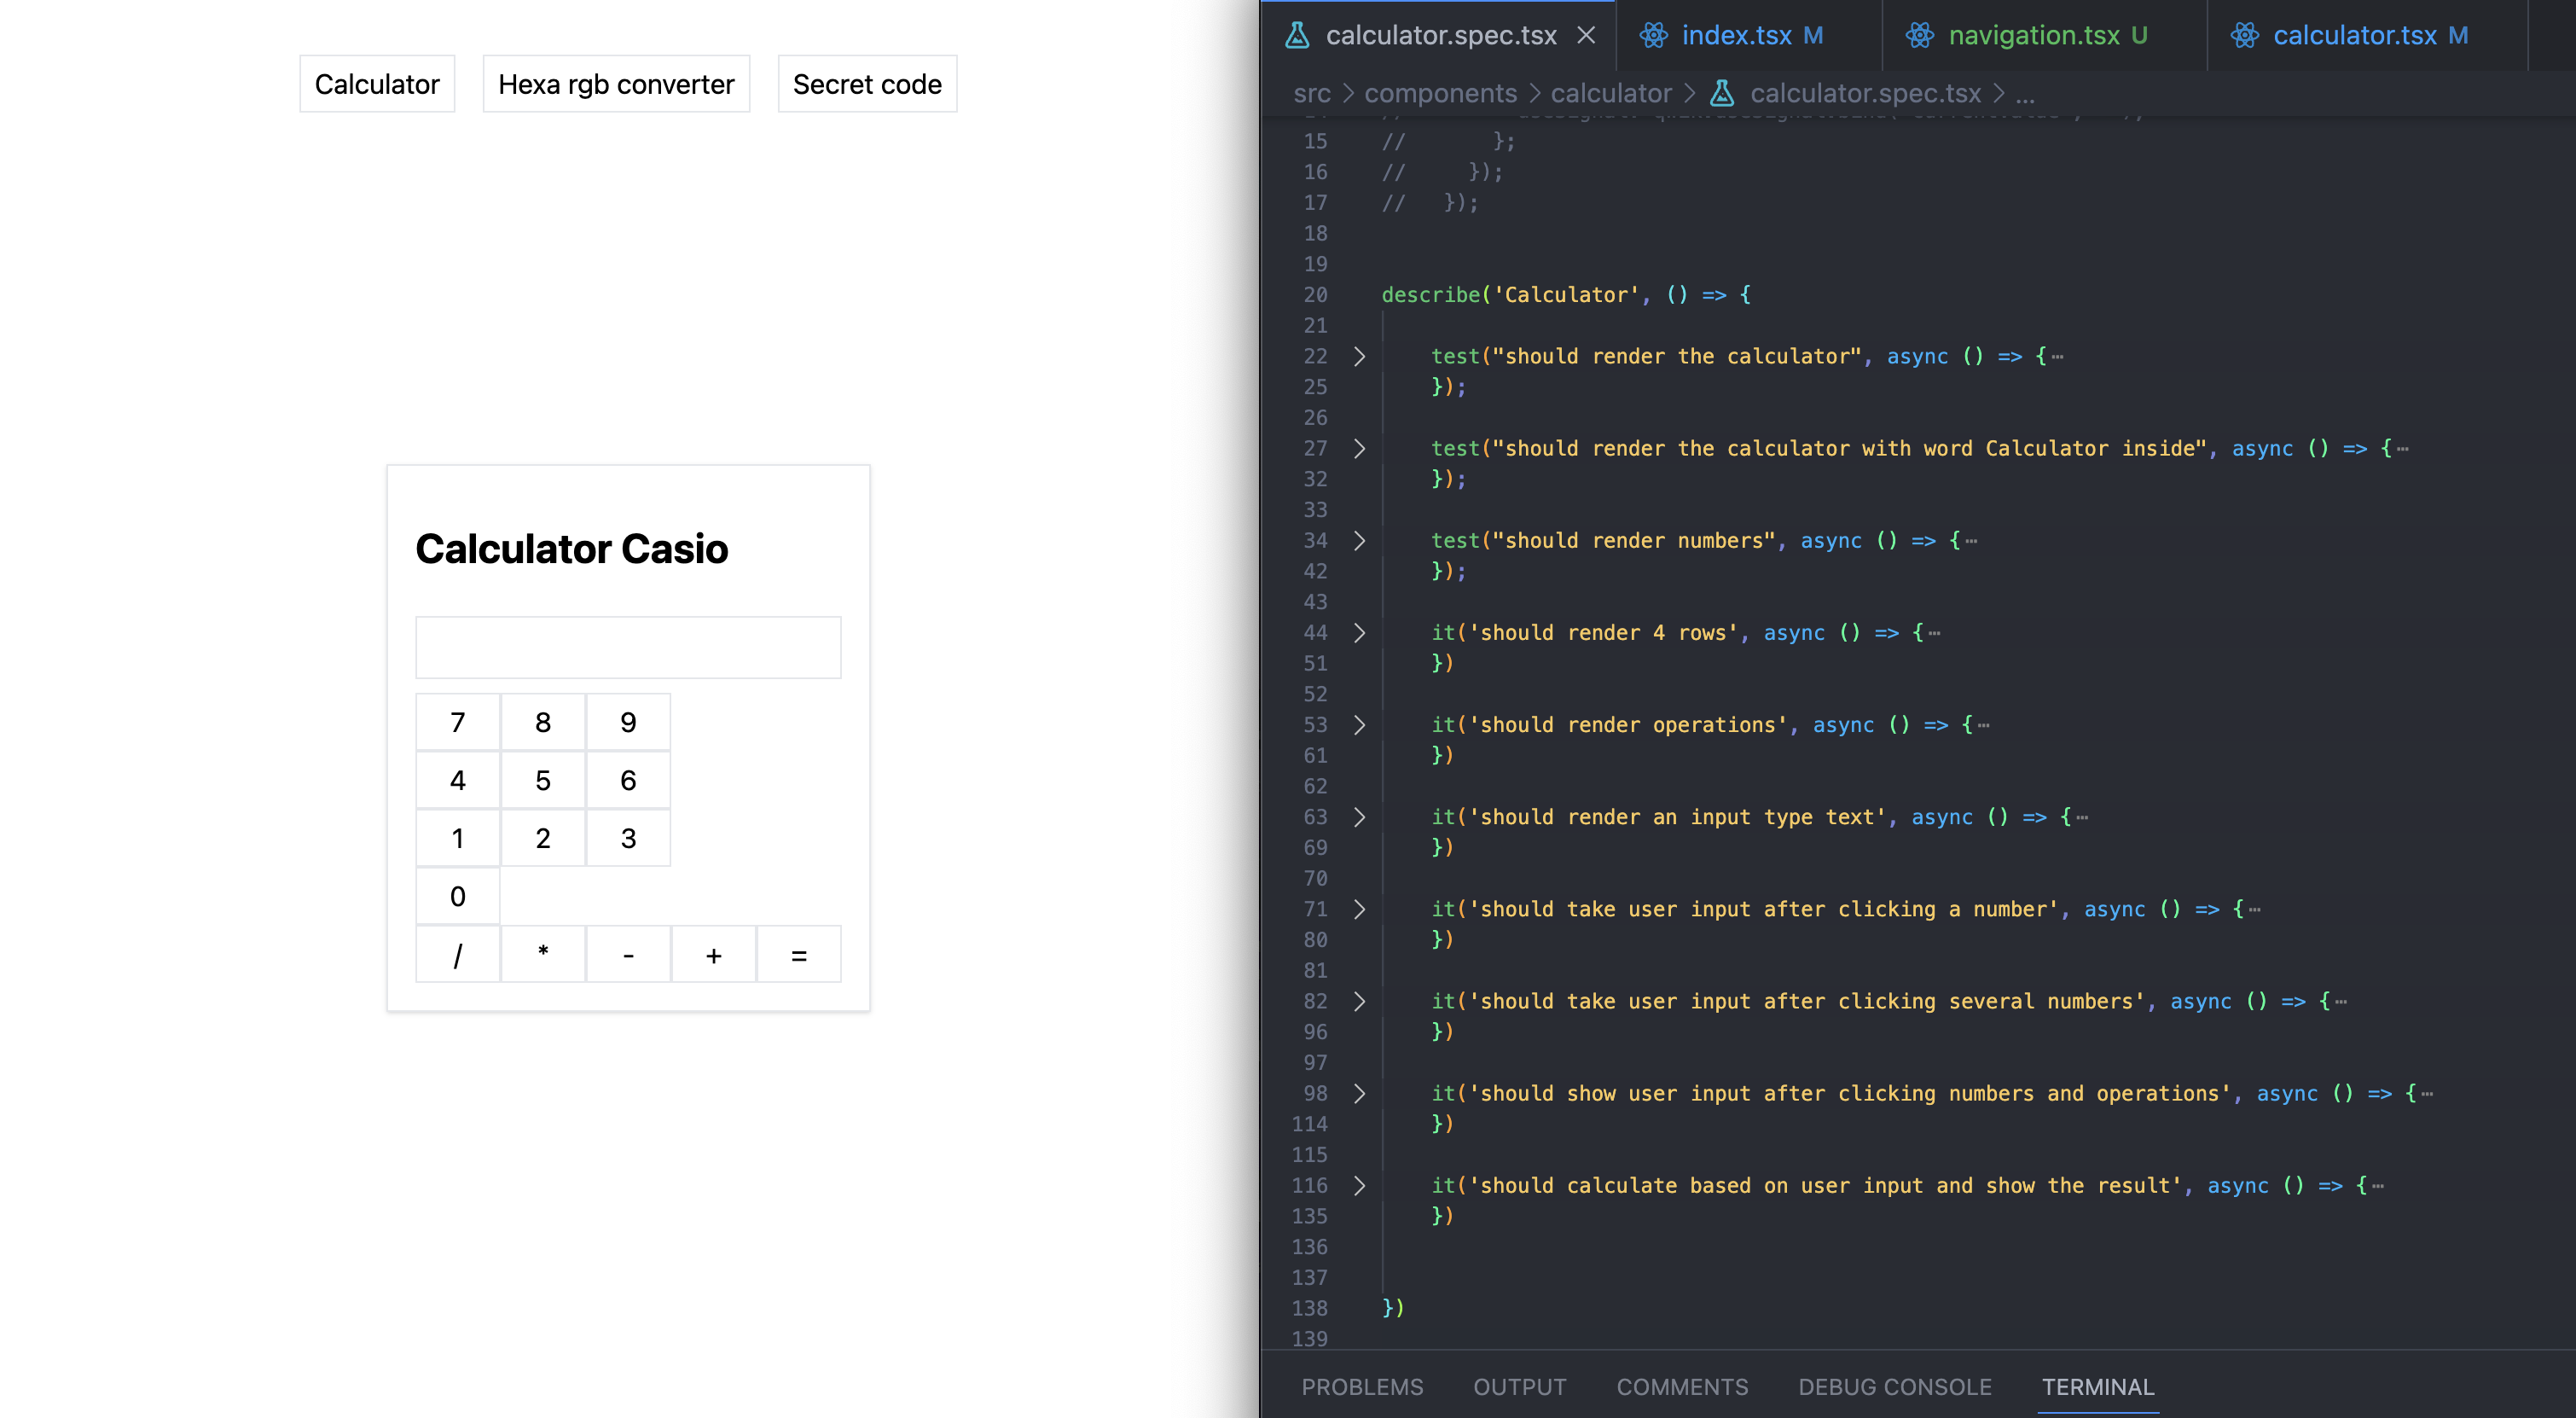 Calculator
Hexa rgb converter
Secret code
Calculator Casio
7 8 9
4 5 6
1 2 3
0
/ * - + =
calculator.spec.tsx
index.tsx M
navigation.tsx U
calculator.tsx M
src > components > calculator > calculator.spec.tsx > ...
15 // };
16 // });
17 // });
18
19
20 describe('Calculator', () => {
21
22 test("should render the calculator", async () => {…
25 });
26
27 test("should render the calculator with word Calculator inside", async () => {…
32 });
33
34 test("should render numbers", async () => {…
42 });
43
44 it('should render 4 rows', async () => {…
51 })
52
53 it('should render operations', async () => {…
61 })
62
63 it('should render an input type text', async () => {…
69 })
70
71 it('should take user input after clicking a number', async () => {…
80 })
81
82 it('should take user input after clicking several numbers', async () => {…
96 })
97
98 it('should show user input after clicking numbers and operations', async () => {…
114 })
115
116 it('should calculate based on user input and show the result', async () => {…
135 })
136
137
138 })
139
PROBLEMS OUTPUT COMMENTS DEBUG CONSOLE TERMINAL